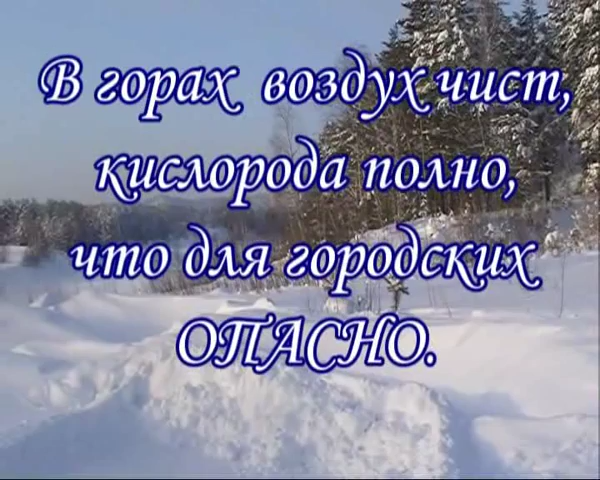 В горах воздух чист,
кислорода полно,
что для городских
ОПАСНО.